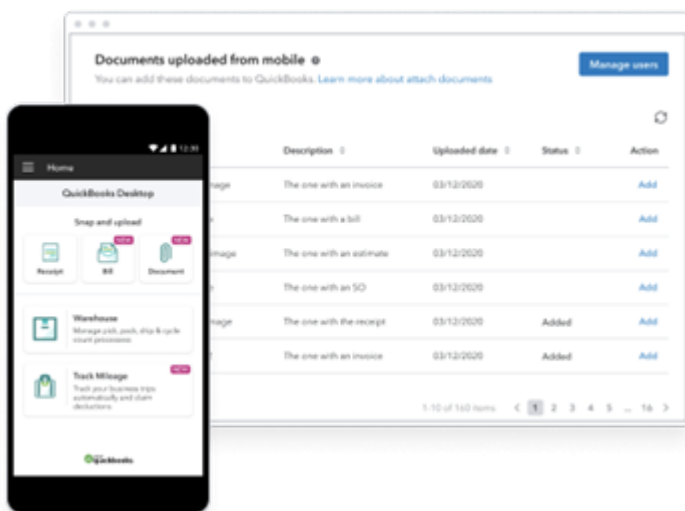 Documents uploaded from mobile
You can add these documents to QuickBooks. Learn more about attach documents
Manage users
Description Uploaded date Status Action
mage The one with an invoice 03/12/2020 Add
The one with a bill 03/12/2020 Add
image The one with an estimate 03/12/2020 Add
The one with an SO 03/12/2020 Add
mage The one with the receipt 03/12/2020 Added Add
The one with an invoice 03/12/2020 Added Add
1-10 of 160 items < 1 2 3 4 5 ... 16 >
12:30
Home
QuickBooks Desktop
Snap and upload
NEW NEW
Receipt Bill Document
Warehouse
Manage pick, pack, ship & cycle
count processes
NEW
Track Mileage
Track your business trips
automatically and claim
deductions.
quickbooks